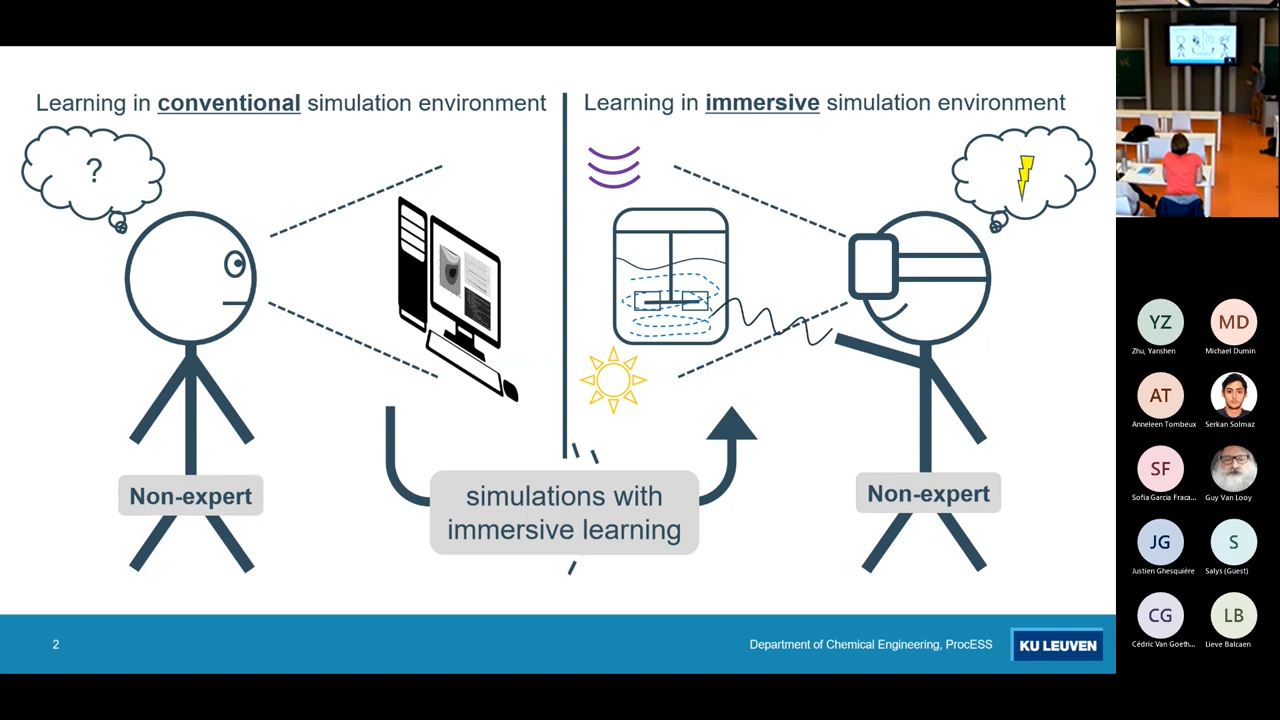 Learning in conventional simulation environment
Learning in immersive simulation environment
?
Non-expert
simulations with
immersive learning
Non-expert
2
Department of Chemical Engineering, ProcESS
KU LEUVEN
YZ
Zhu, Yanshen
MD
Michael Dumin
AT
Anneleen Tombeux
Serkan Solmaz
SF
Sofia Garcia Fraca...
Guy Van Looy
JG
Justien Ghesquiére
S
Salys (Guest)
CG
Cédric Van Goeth...
LB
Lieve Balcaen